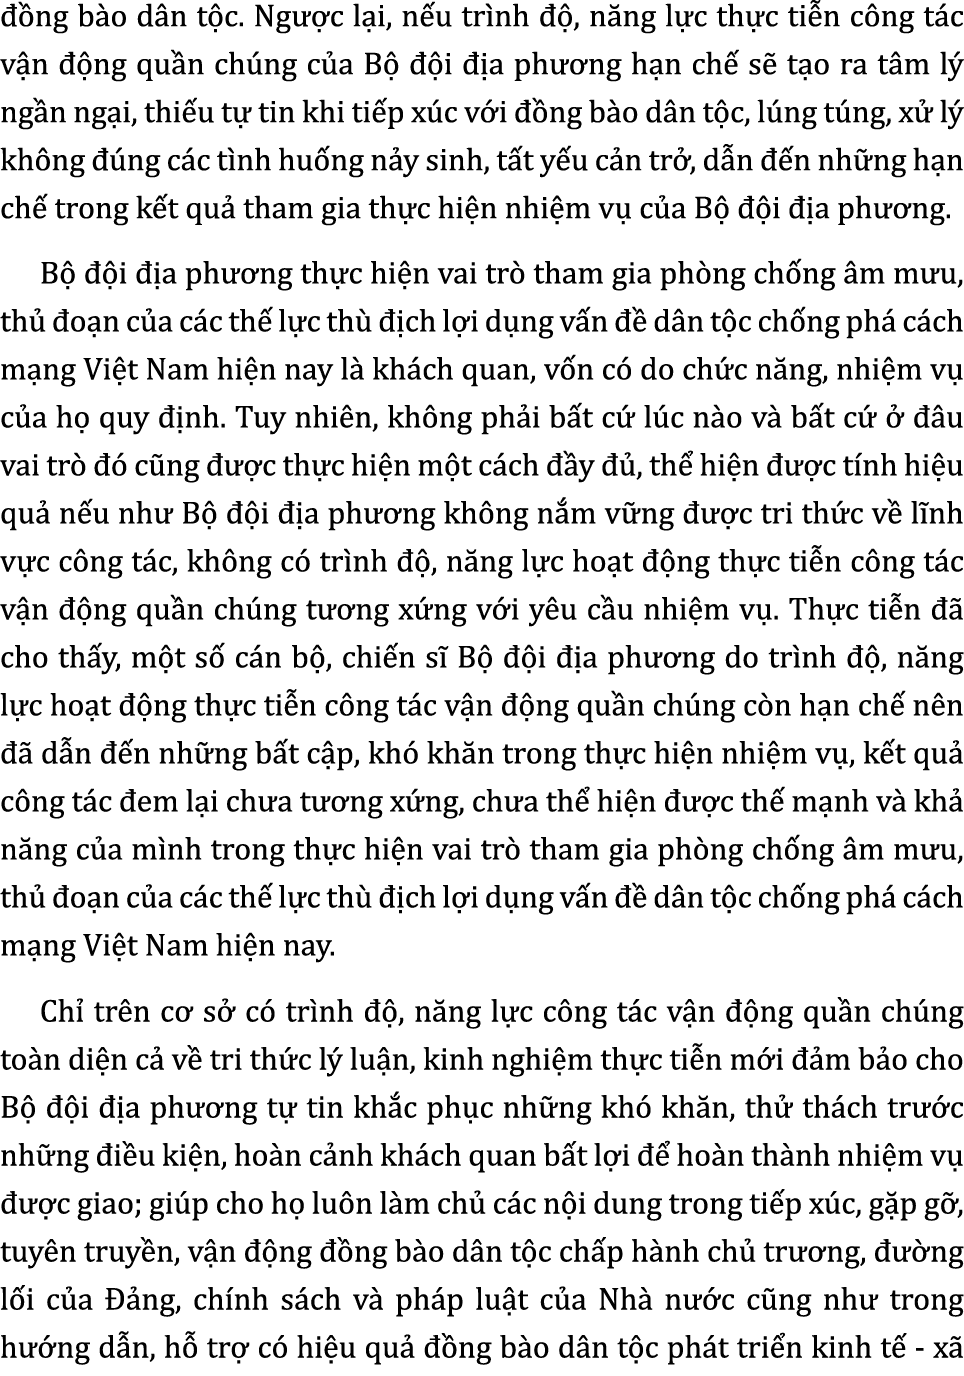 đồng bào dân tộc. Ngược lại, nếu trình độ, năng lực thực tiễn công tác
vận động quần chúng của Bộ đội địa phương hạn chế sẽ tạo ra tâm lý
ngần ngại, thiếu tự tin khi tiếp xúc với đồng bào dân tộc, lúng túng, xử lý
không đúng các tình huống nảy sinh, tất yếu cản trở, dẫn đến những hạn
chế trong kết quả tham gia thực hiện nhiệm vụ của Bộ đội địa phương.
Bộ đội địa phương thực hiện vai trò tham gia phòng chống âm mưu,
thủ đoạn của các thế lực thù địch lợi dụng vấn đề dân tộc chống phá cách
mạng Việt Nam hiện nay là khách quan, vốn có do chức năng, nhiệm vụ
của họ quy định. Tuy nhiên, không phải bất cứ lúc nào và bất cứ ở đâu
vai trò đó cũng được thực hiện một cách đầy đủ, thể hiện được tính hiệu
quả nếu như Bộ đội địa phương không nắm vững được tri thức về lĩnh
vực công tác, không có trình độ, năng lực hoạt động thực tiễn công tác
vận động quần chúng tương xứng với yêu cầu nhiệm vụ. Thực tiễn đã
cho thấy, một số cán bộ, chiến sĩ Bộ đội địa phương do trình độ, năng
lực hoạt động thực tiễn công tác vận động quần chúng còn hạn chế nên
đã dẫn đến những bất cập, khó khăn trong thực hiện nhiệm vụ, kết quả
công tác đem lại chưa tương xứng, chưa thể hiện được thế mạnh và khả
năng của mình trong thực hiện vai trò tham gia phòng chống âm mưu,
thủ đoạn của các thế lực thù địch lợi dụng vấn đề dân tộc chống phá cách
mạng Việt Nam hiện nay.
Chỉ trên cơ sở có trình độ, năng lực công tác vận động quần chúng
toàn diện cả về tri thức lý luận, kinh nghiệm thực tiễn mới đảm bảo cho
Bộ đội địa phương tự tin khắc phục những khó khăn, thử thách trước
những điều kiện, hoàn cảnh khách quan bất lợi để hoàn thành nhiệm vụ
được giao; giúp cho họ luôn làm chủ các nội dung trong tiếp xúc, gặp gỡ,
tuyên truyền, vận động đồng bào dân tộc chấp hành chủ trương, đường
lối của Đảng, chính sách và pháp luật của Nhà nước cũng như trong
hướng dẫn, hỗ trợ có hiệu quả đồng bào dân tộc phát triển kinh tế - xã